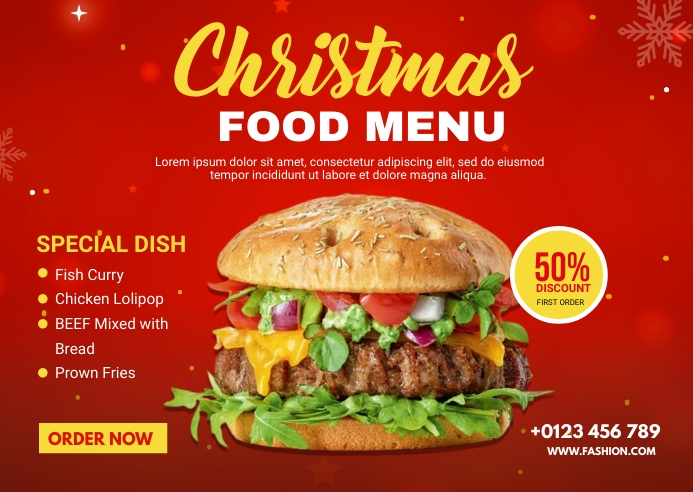 Christmas
FOOD MENU
Lorem ipsum dolor sit amet, consectetur adipiscing elit, sed do eiusmod
tempor incididunt ut labore et dolore magna aliqua.
SPECIAL DISH
Fish Curry
Chicken Lolipop
BEEF Mixed with
Bread
Prown Fries
50%
DISCOUNT
FIRST ORDER
ORDER NOW
+0123 456 789
WWW.FASHION.COM